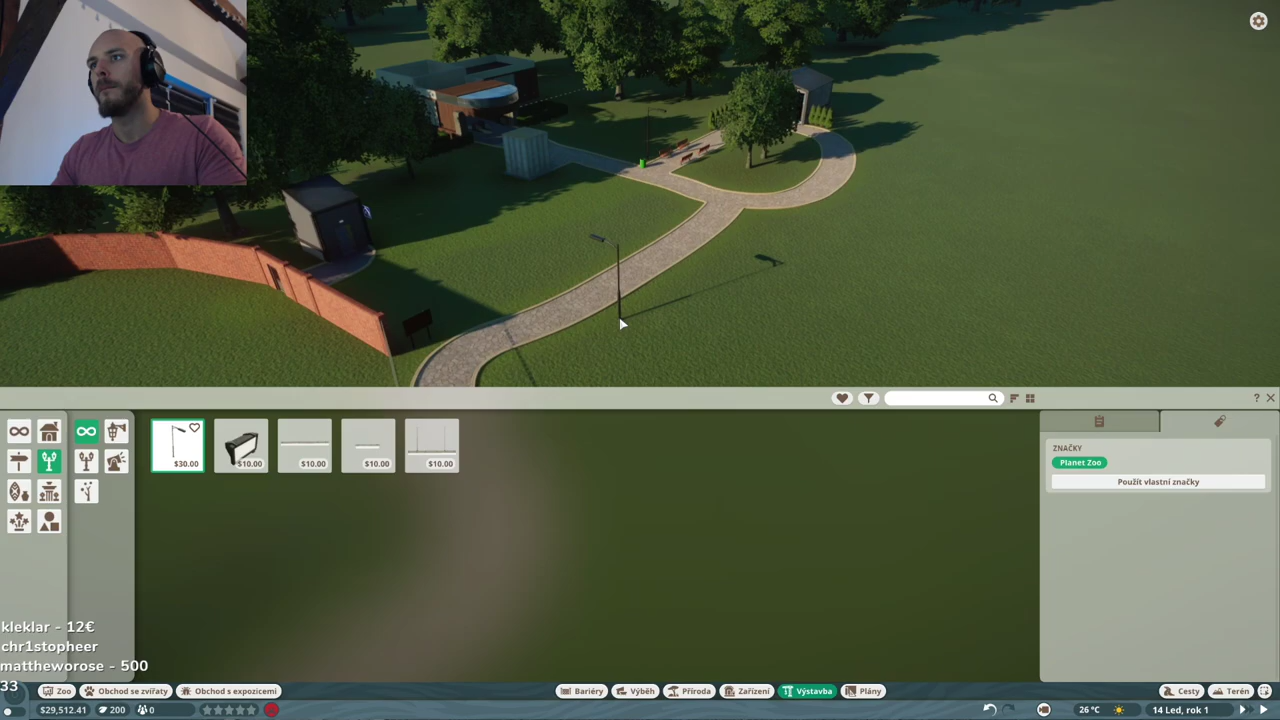 $30.00
$10.00
$10.00
$10.00
$10.00
?
ZNAČKY
Planet Zoo
Použít vlastní značky
kleklar - 12€
chr1stopheer
mattheworose - 500
33
Zoo
Obchod se zvířaty
Obchod s expozicemi
Bariéry
Výběh
Příroda
Zařízení
Výstavba
Plány
Cesty
Terén
$29,512.41
200
0
26 °C
14 Led, rok 1